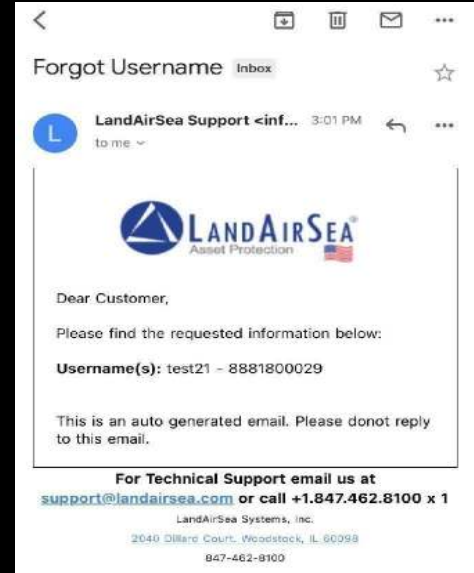 Forgot Username Inbox
LandAirSea Support <inf... 3:01 PM
L
to me
LANDAIRSEA®
Asset Protection
Dear Customer,
Please find the requested information below:
Username(s): test21 - 8881800029
This is an auto generated email. Please donot reply
to this email.
For Technical Support email us at
support@landairsea.com or call +1.847.462.8100 x 1
LandAirSea Systems, Inc.
2040 Dillard Court, Woodstock, IL 60098
847-462-8100